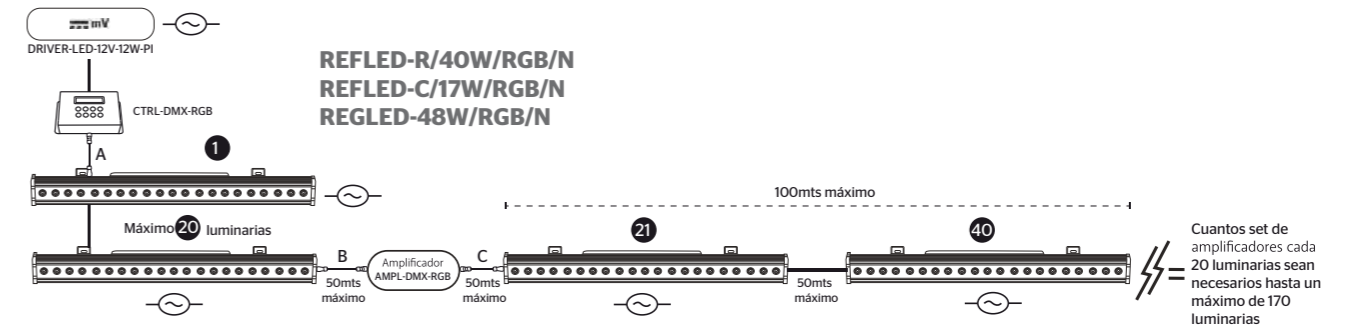 mV
DRIVER-LED-12V-12W-PI
REFLED-R/40W/RGB/N
REFLED-C/17W/RGB/N
REGLED-48W/RGB/N
CTRL-DMX-RGB
A
1
100mts máximo
Máximo 20 luminarias
21
40
B
Amplificador
AMPL-DMX-RGB
C
50mts
máximo
50mts
máximo
50mts
máximo
Cuantos set de
amplificadores cada
20 luminarias sean
necesarios hasta un
máximo de 170
luminarias